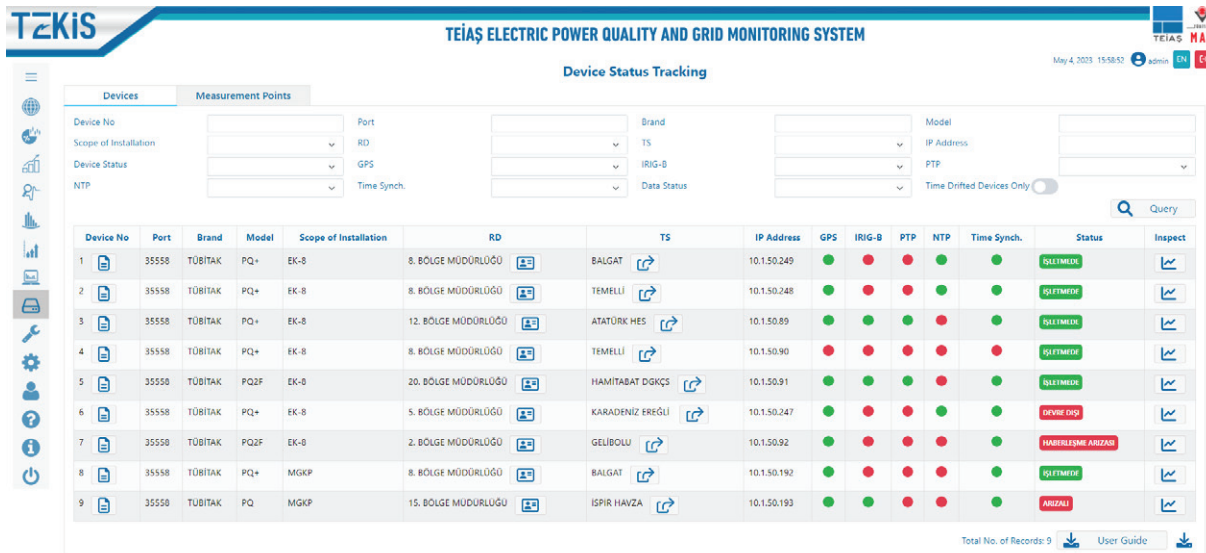 TEKiS
TEİAŞ ELECTRIC POWER QUALITY AND GRID MONITORING SYSTEM
TEİAŞ
Device Status Tracking
May 4, 2023 15:58:52 admin EN
Devices Measurement Points
Device No Port Brand Model
Scope of Installation RD TS IP Address
Device Status GPS IRIG-B PTP
NTP Time Synch. Data Status Time Drifted Devices Only
Query
Device No Port Brand Model Scope of Installation RD TS IP Address GPS IRIG-B PTP NTP Time Synch. Status Inspect
1 35558 TÜBİTAK PQ+ EK-8 8. BÖLGE MÜDÜRLÜĞÜ BALGAT 10.1.50.249 İŞLETMEDE
2 35558 TÜBİTAK PQ+ EK-8 8. BÖLGE MÜDÜRLÜĞÜ TEMELLİ 10.1.50.248 İŞLETMEDE
3 35558 TÜBİTAK PQ+ EK-8 12. BÖLGE MÜDÜRLÜĞÜ ATATÜRK HES 10.1.50.89 İŞLETMEDE
4 35558 TÜBİTAK PQ+ EK-8 8. BÖLGE MÜDÜRLÜĞÜ TEMELLİ 10.1.50.90 İŞLETMEDE
5 35558 TÜBİTAK PQ2F EK-8 20. BÖLGE MÜDÜRLÜĞÜ HAMİTABAT DGKÇS 10.1.50.91 İŞLETMEDE
6 35558 TÜBİTAK PQ+ EK-8 5. BÖLGE MÜDÜRLÜĞÜ KARADENİZ EREĞLİ 10.1.50.247 DEVRE DIŞI
7 35558 TÜBİTAK PQ2F EK-8 2. BÖLGE MÜDÜRLÜĞÜ GELİBOLU 10.1.50.92 HABERLEŞME ARIZASI
8 35558 TÜBİTAK PQ+ MGKP 8. BÖLGE MÜDÜRLÜĞÜ BALGAT 10.1.50.192 İŞLETMEDE
9 35558 TÜBİTAK PQ MGKP 15. BÖLGE MÜDÜRLÜĞÜ İSPİR HAVZA 10.1.50.193 ARIZALI
Total No. of Records: 9 User Guide